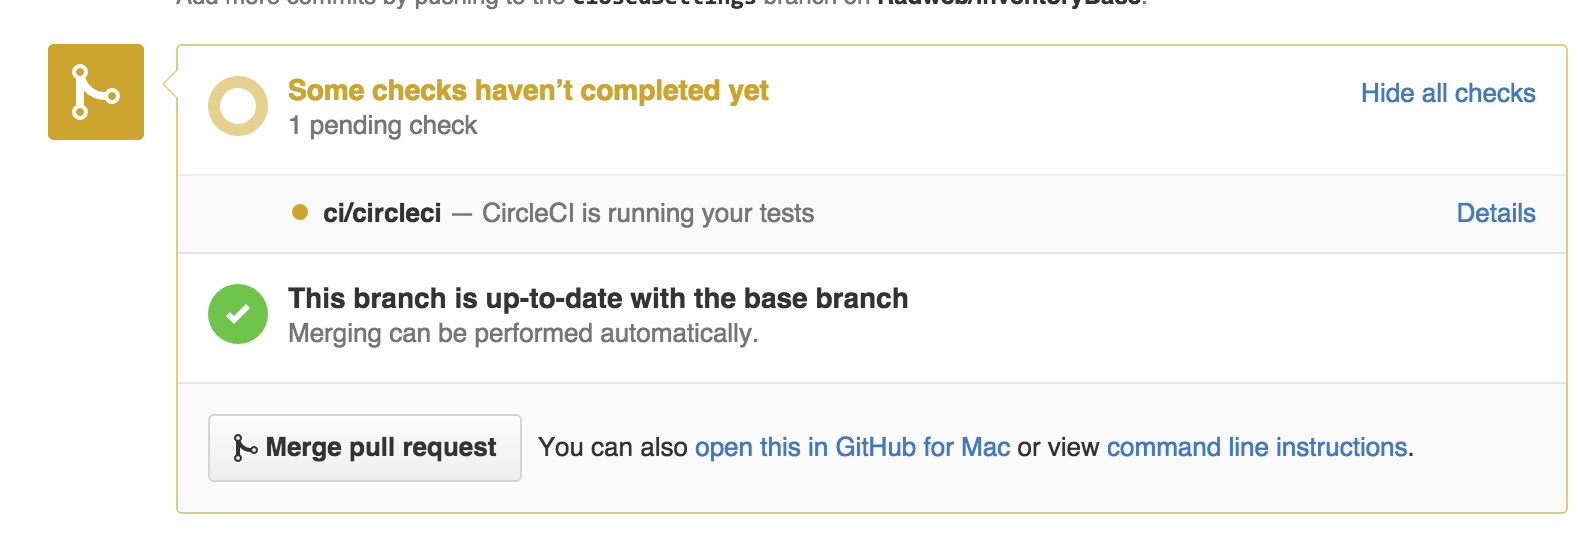 Add more commits by pushing to the closedSettings branch on Radweb/InventoryBase.
Some checks haven’t completed yet
Hide all checks
1 pending check
ci/circleci — CircleCI is running your tests
Details
This branch is up-to-date with the base branch
Merging can be performed automatically.
Merge pull request
You can also open this in GitHub for Mac or view command line instructions.